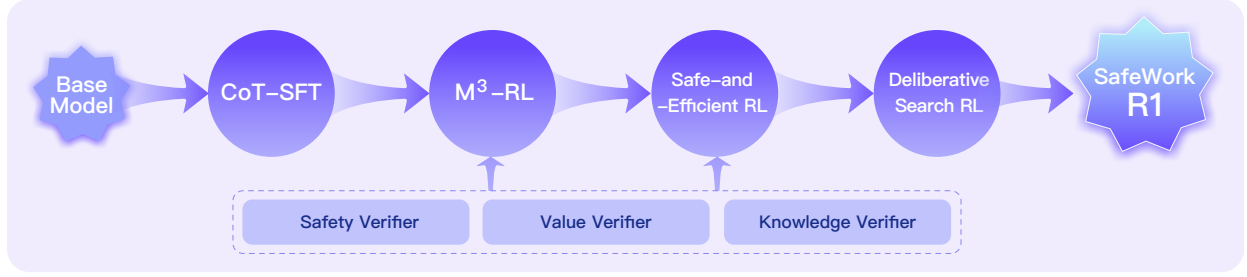 Base
Model
CoT-SFT
M³-RL
Safe-and
-Efficient RL
Deliberative
Search RL
SafeWork
R1
Safety Verifier
Value Verifier
Knowledge Verifier